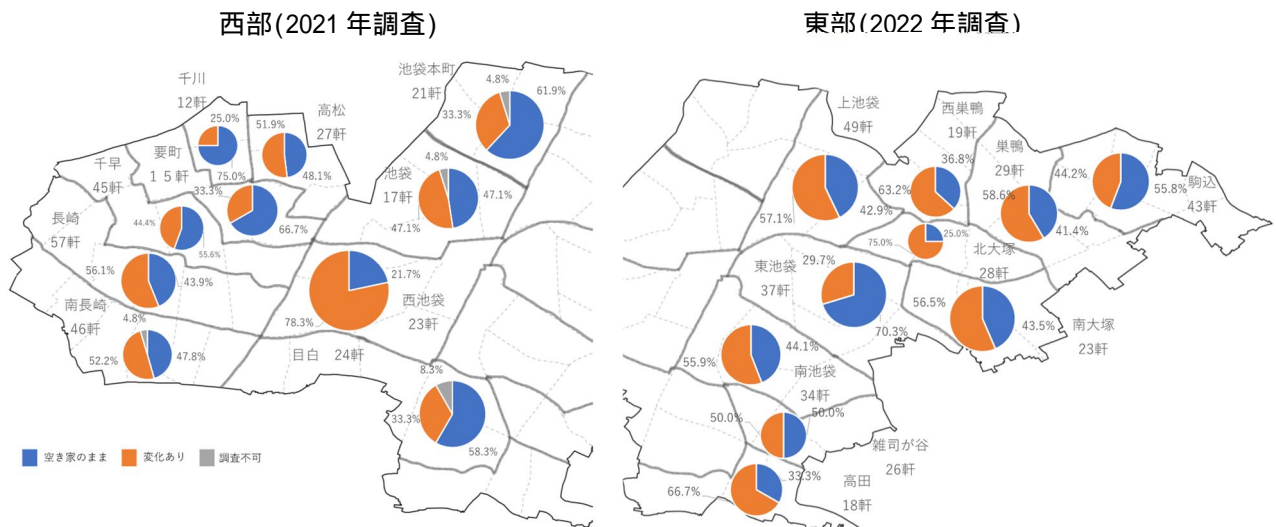 西部(2021 年調査)
千川
12軒
25.0%
75.0%
高松
27軒
51.9%
48.1%
池袋本町
21軒
4.8%
61.9%
33.3%
千早
45軒
44.4%
55.6%
要町
１５軒
33.3%
66.7%
池袋
17軒
4.8%
47.1%
47.1%
長崎
57軒
56.1%
43.9%
南長崎
46軒
4.8%
52.2%
47.8%
西池袋
23軒
21.7%
78.3%
目白 24軒
8.3%
33.3%
58.3%
空き家のまま
変化あり
調査不可
東部(2022 年調査)
上池袋
49軒
57.1%
42.9%
西巣鴨
19軒
36.8%
63.2%
巣鴨
29軒
58.6%
41.4%
駒込
43軒
44.2%
55.8%
北大塚
28軒
75.0%
25.0%
東池袋
37軒
29.7%
70.3%
南大塚
23軒
56.5%
43.5%
南池袋
34軒
55.9%
44.1%
雑司が谷
26軒
50.0%
50.0%
高田
18軒
66.7%
33.3%